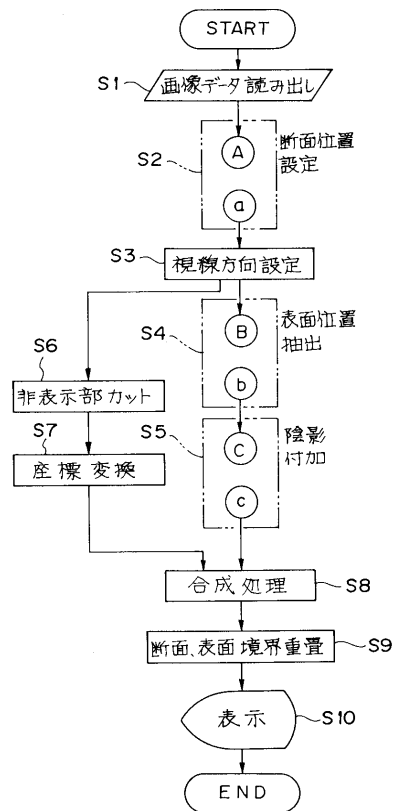 START
S1
画像データ読み出し
S2
A
断面位置
設定
a
S3
視線方向設定
S4
B
表面位置
抽出
b
S6
非表示部カット
S7
座標変換
S5
C
陰影
付加
c
合成処理
S8
断面、表面境界重畳
S9
表示
S10
END